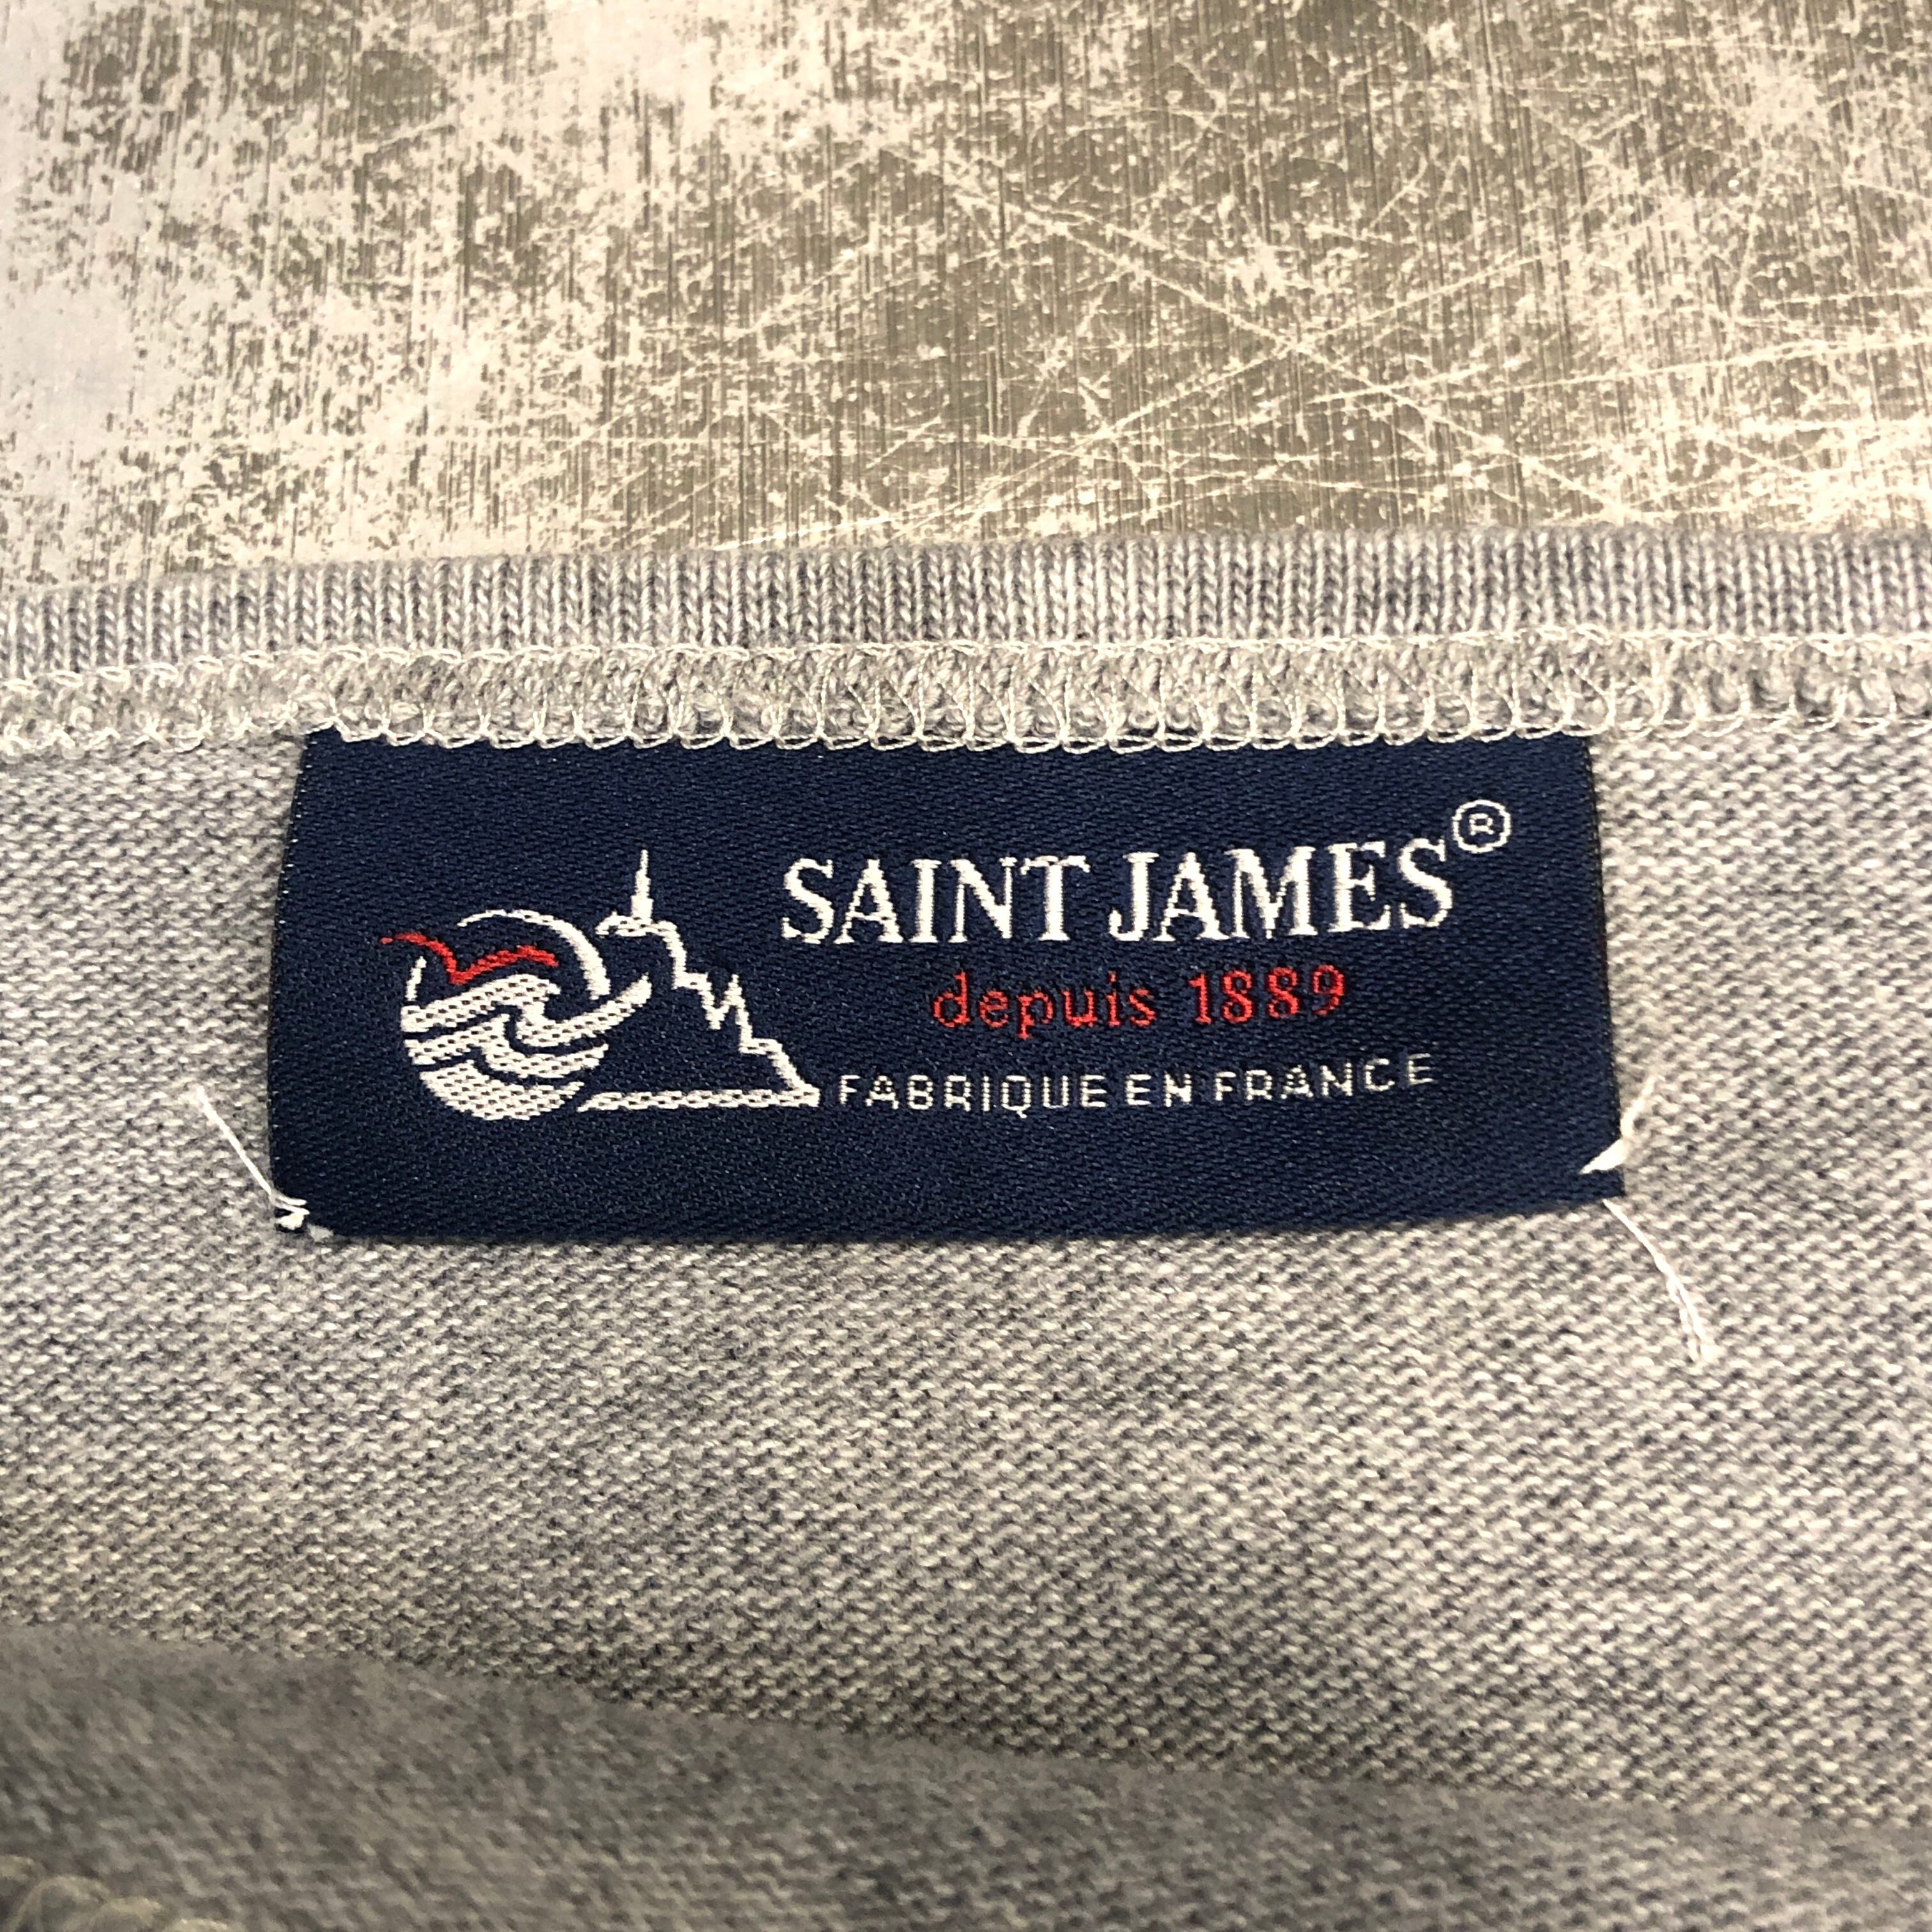 SAINT JAMES®
depuis 1889
FABRIQUE EN FRANCE